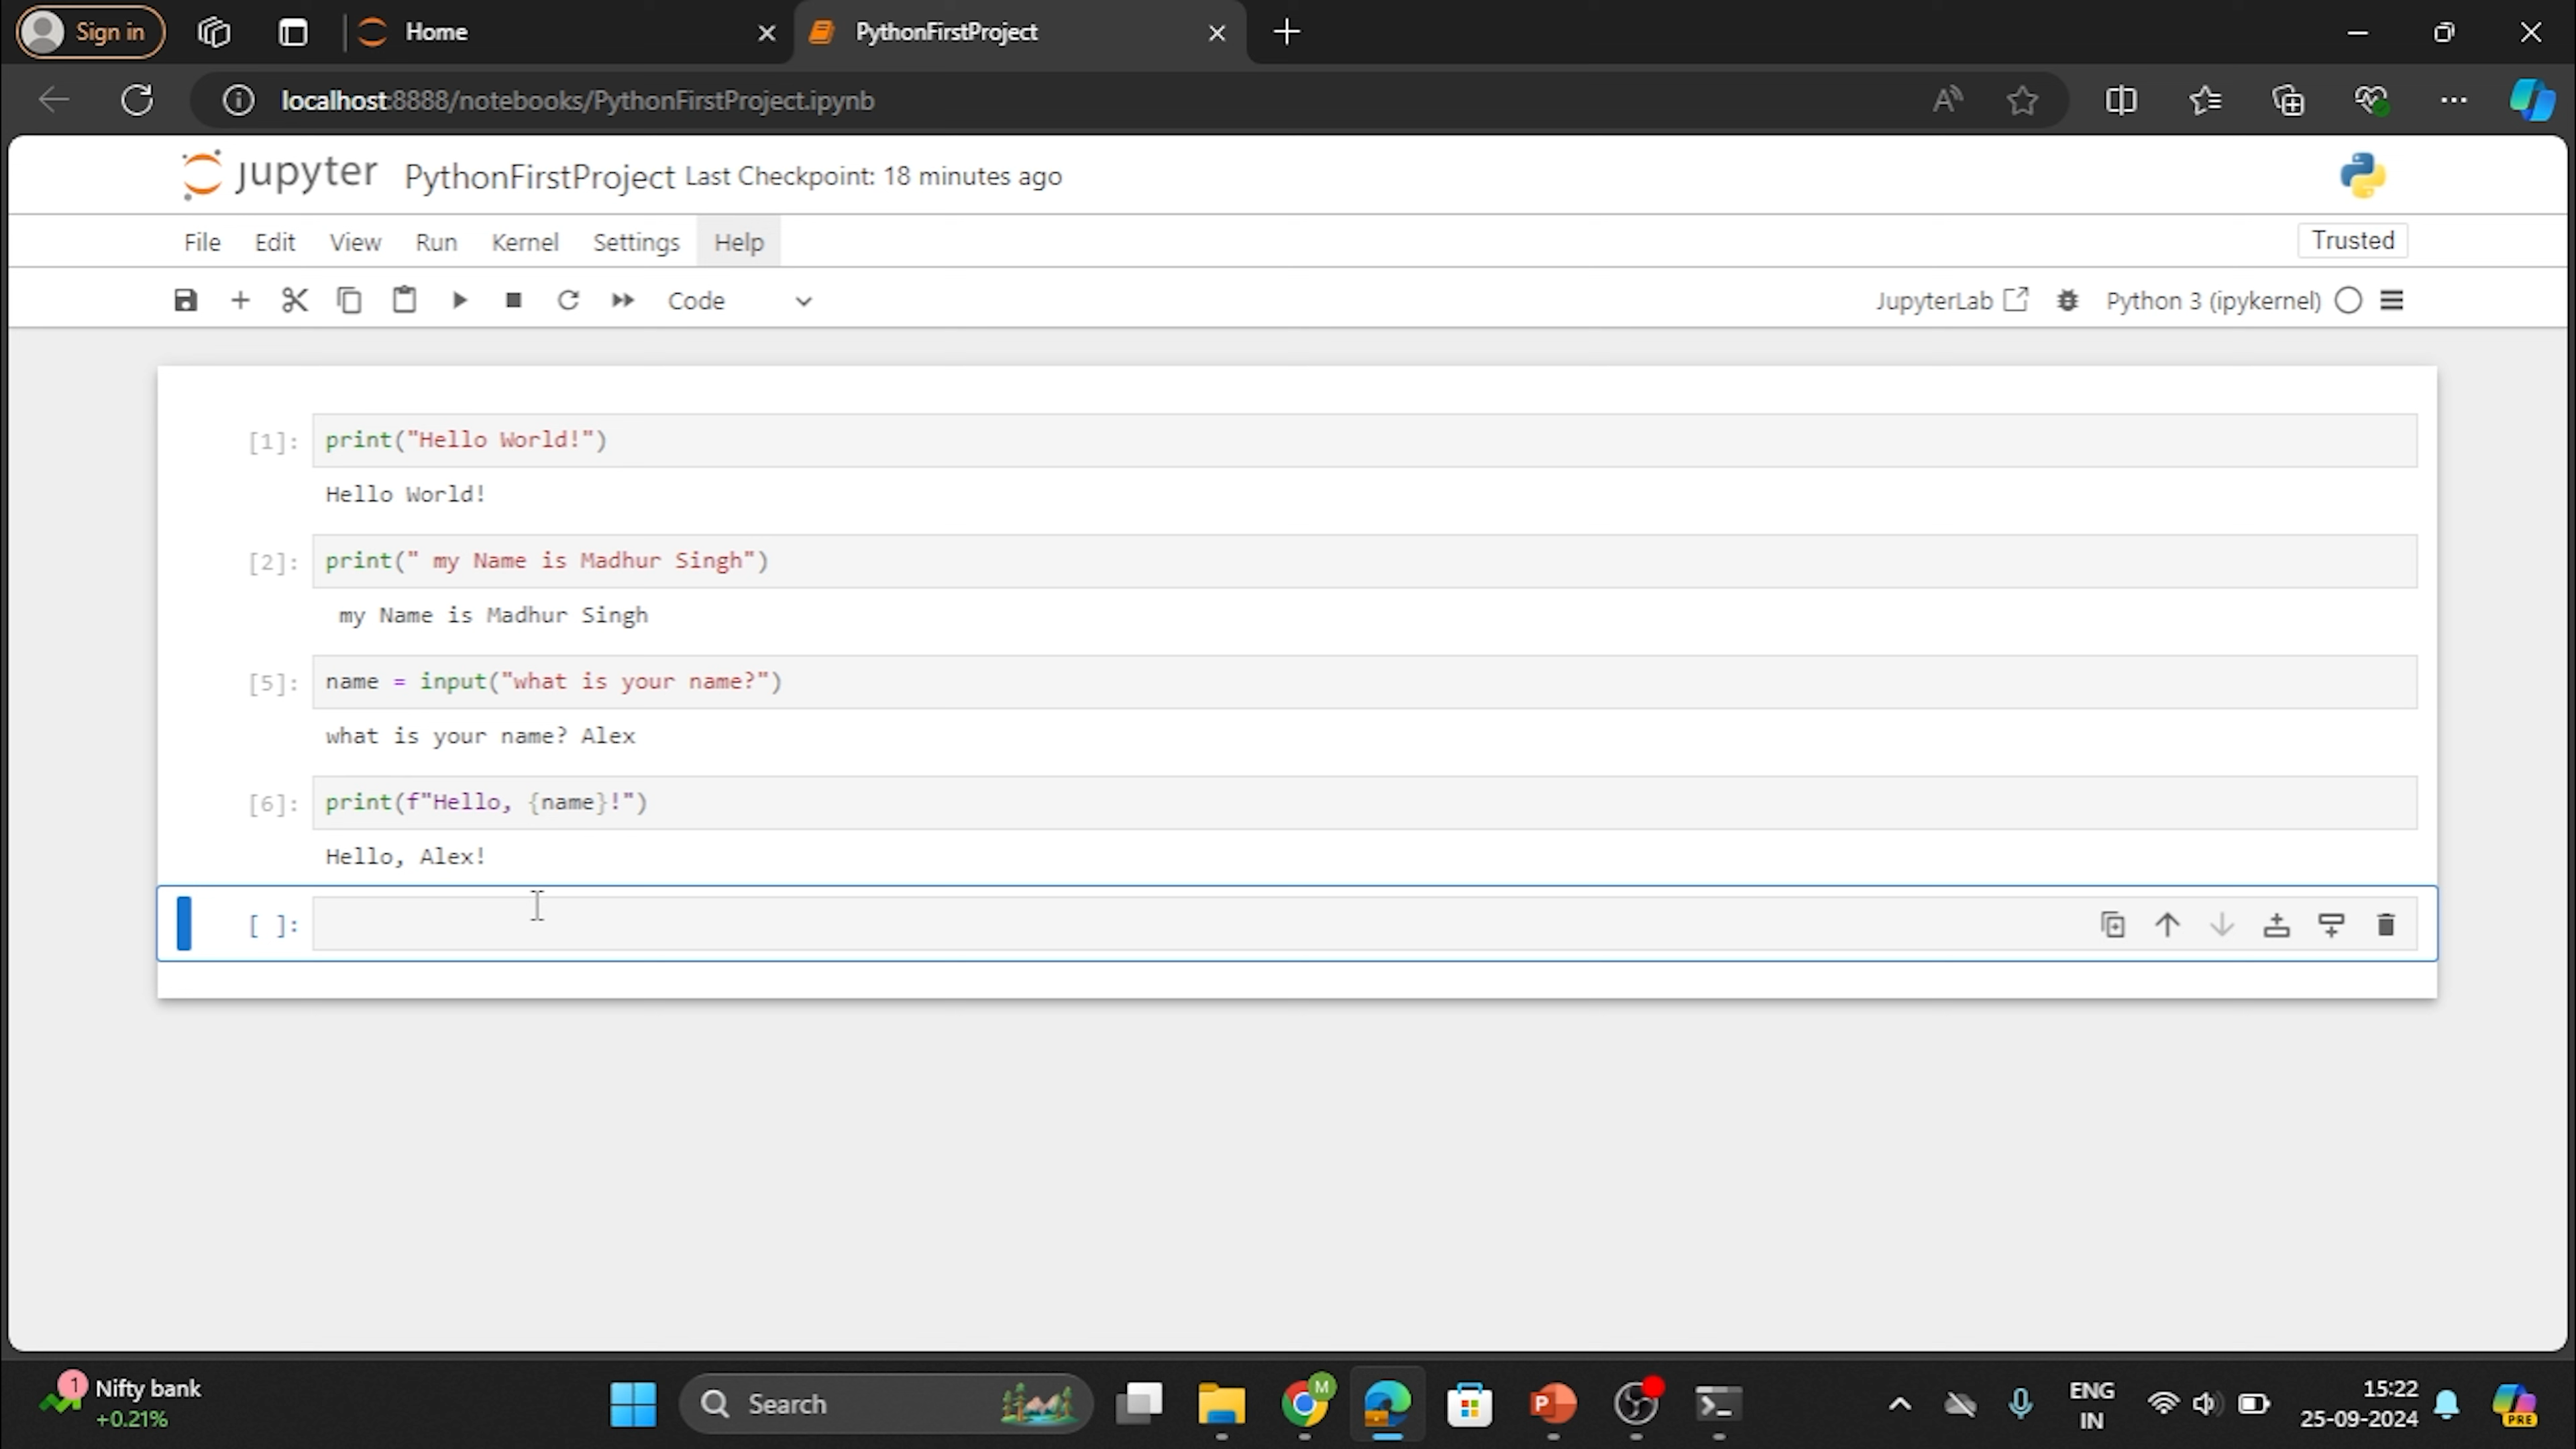 Sign in
Home
PythonFirstProject
localhost:8888/notebooks/PythonFirstProject.ipynb
jupyter PythonFirstProject Last Checkpoint: 18 minutes ago
File Edit View Run Kernel Settings Help
Trusted
Code
JupyterLab
Python 3 (ipykernel)
[1]: print("Hello World!")
Hello World!
[2]: print(" my Name is Madhur Singh")
my Name is Madhur Singh
[5]: name = input("what is your name?")
what is your name? Alex
[6]: print(f"Hello, {name}!")
Hello, Alex!
[ ]:
1
Nifty bank
+0.21%
Search
M
P
ENG
IN
15:22
25-09-2024
PRE